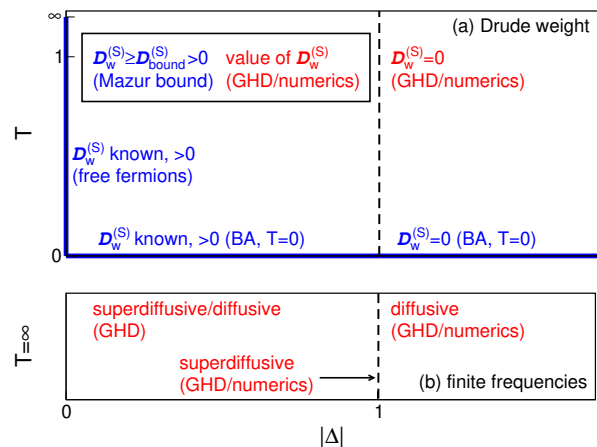 ∞
(a) Drude weight
D_w^(S) ≥ D_bound^(S) >0 value of D_w^(S)
(Mazur bound) (GHD/numerics)
D_w^(S)=0
(GHD/numerics)
1
T
D_w^(S) known, >0
(free fermions)
D_w^(S) known, >0 (BA, T=0)
D_w^(S)=0 (BA, T=0)
0
T=∞
superdiffusive/diffusive
(GHD)
diffusive
(GHD/numerics)
superdiffusive
(GHD/numerics)
(b) finite frequencies
0 1
|Δ|